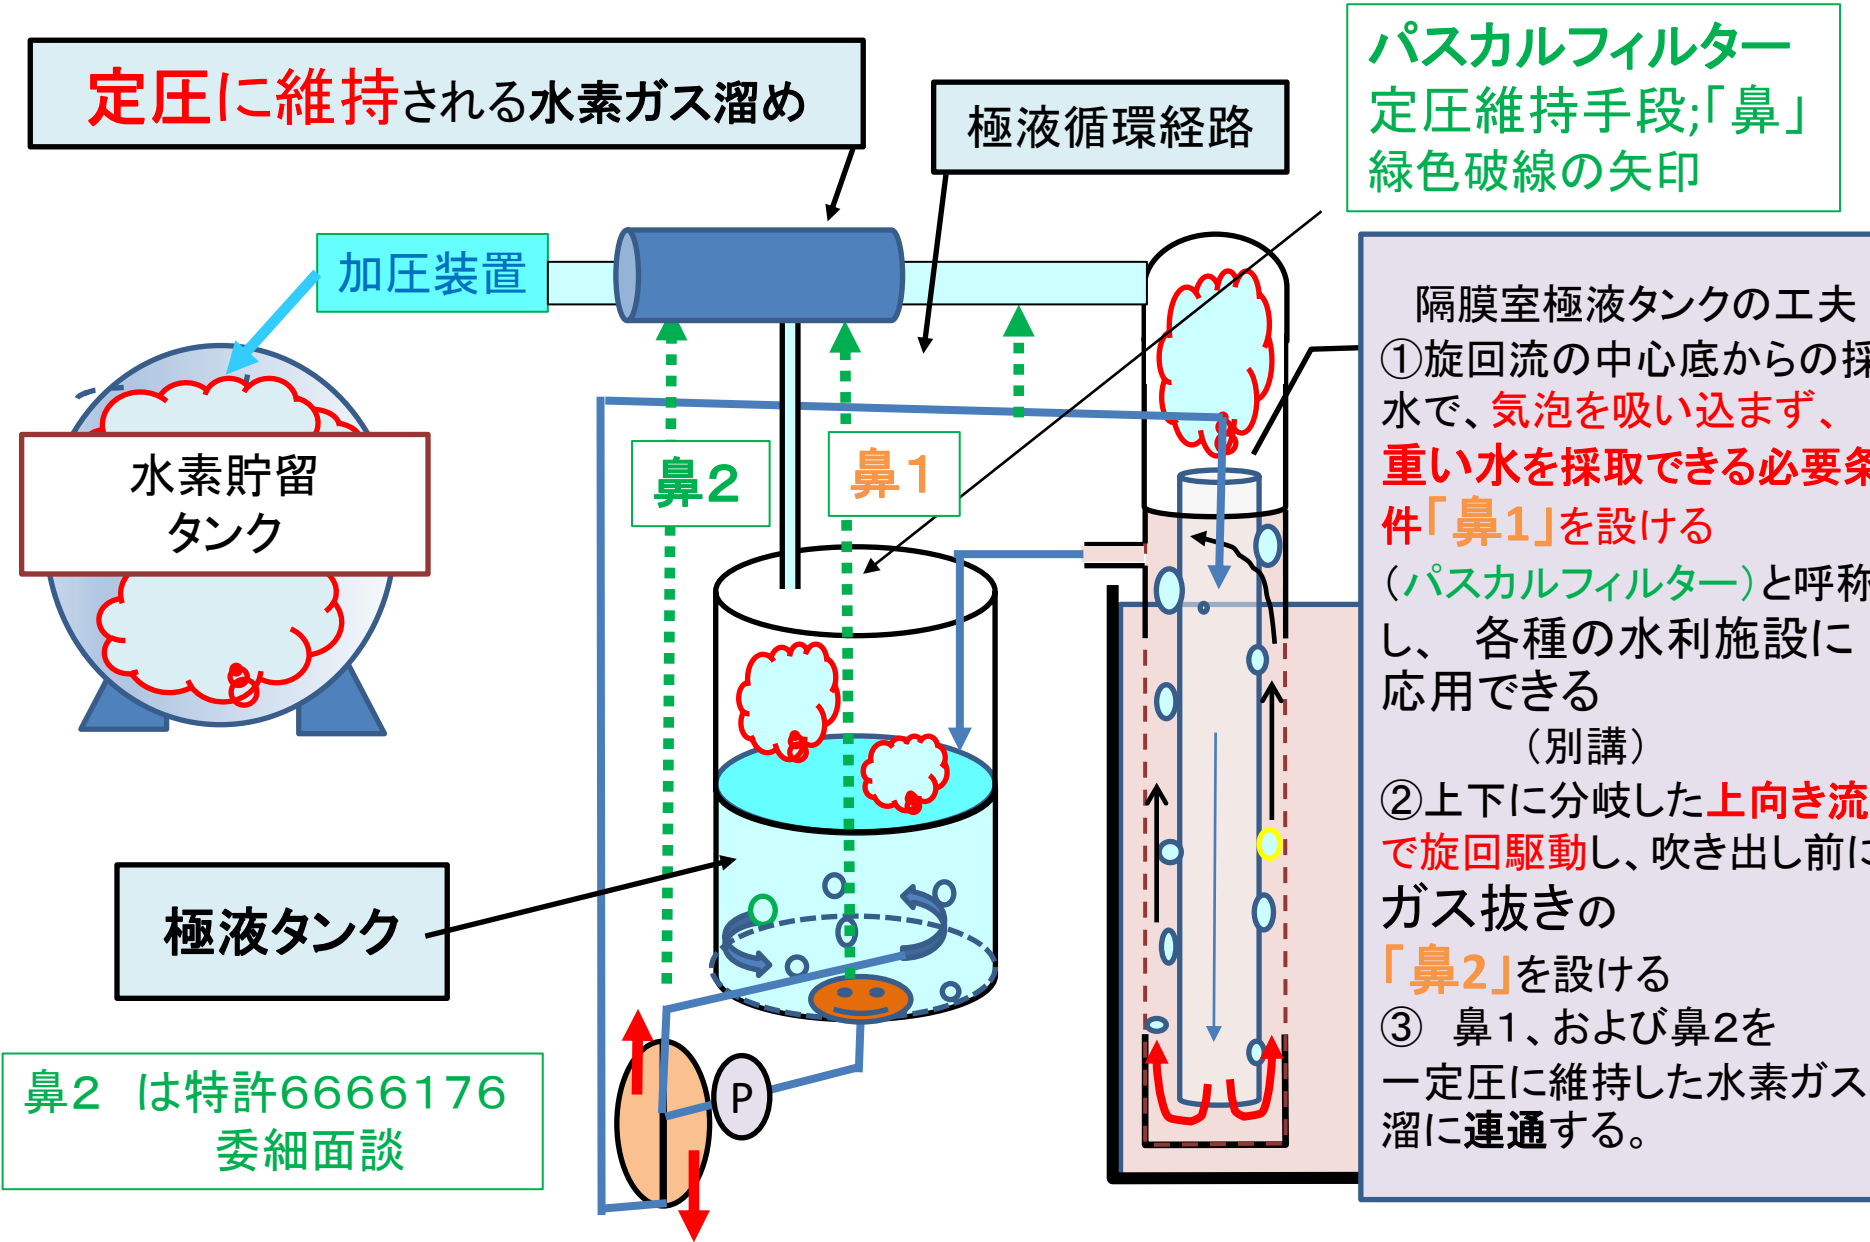 定圧に維持される水素ガス溜め
極液循環経路
パスカルフィルター
定圧維持手段;「鼻」
緑色破線の矢印
加圧装置
水素貯留
タンク
鼻2
鼻1
極液タンク
P
鼻2 は特許6666176
委細面談
隔膜室極液タンクの工夫
①旋回流の中心底からの採
水で、気泡を吸い込まず、
重い水を採取できる必要条
件「鼻1」を設ける
(パスカルフィルター)と呼称
し、 各種の水利施設に
応用できる
(別講)
②上下に分岐した上向き流
で旋回駆動し、吹き出し前に
ガス抜きの
「鼻2」を設ける
③ 鼻1、および鼻2を
一定圧に維持した水素ガス
溜に連通する。